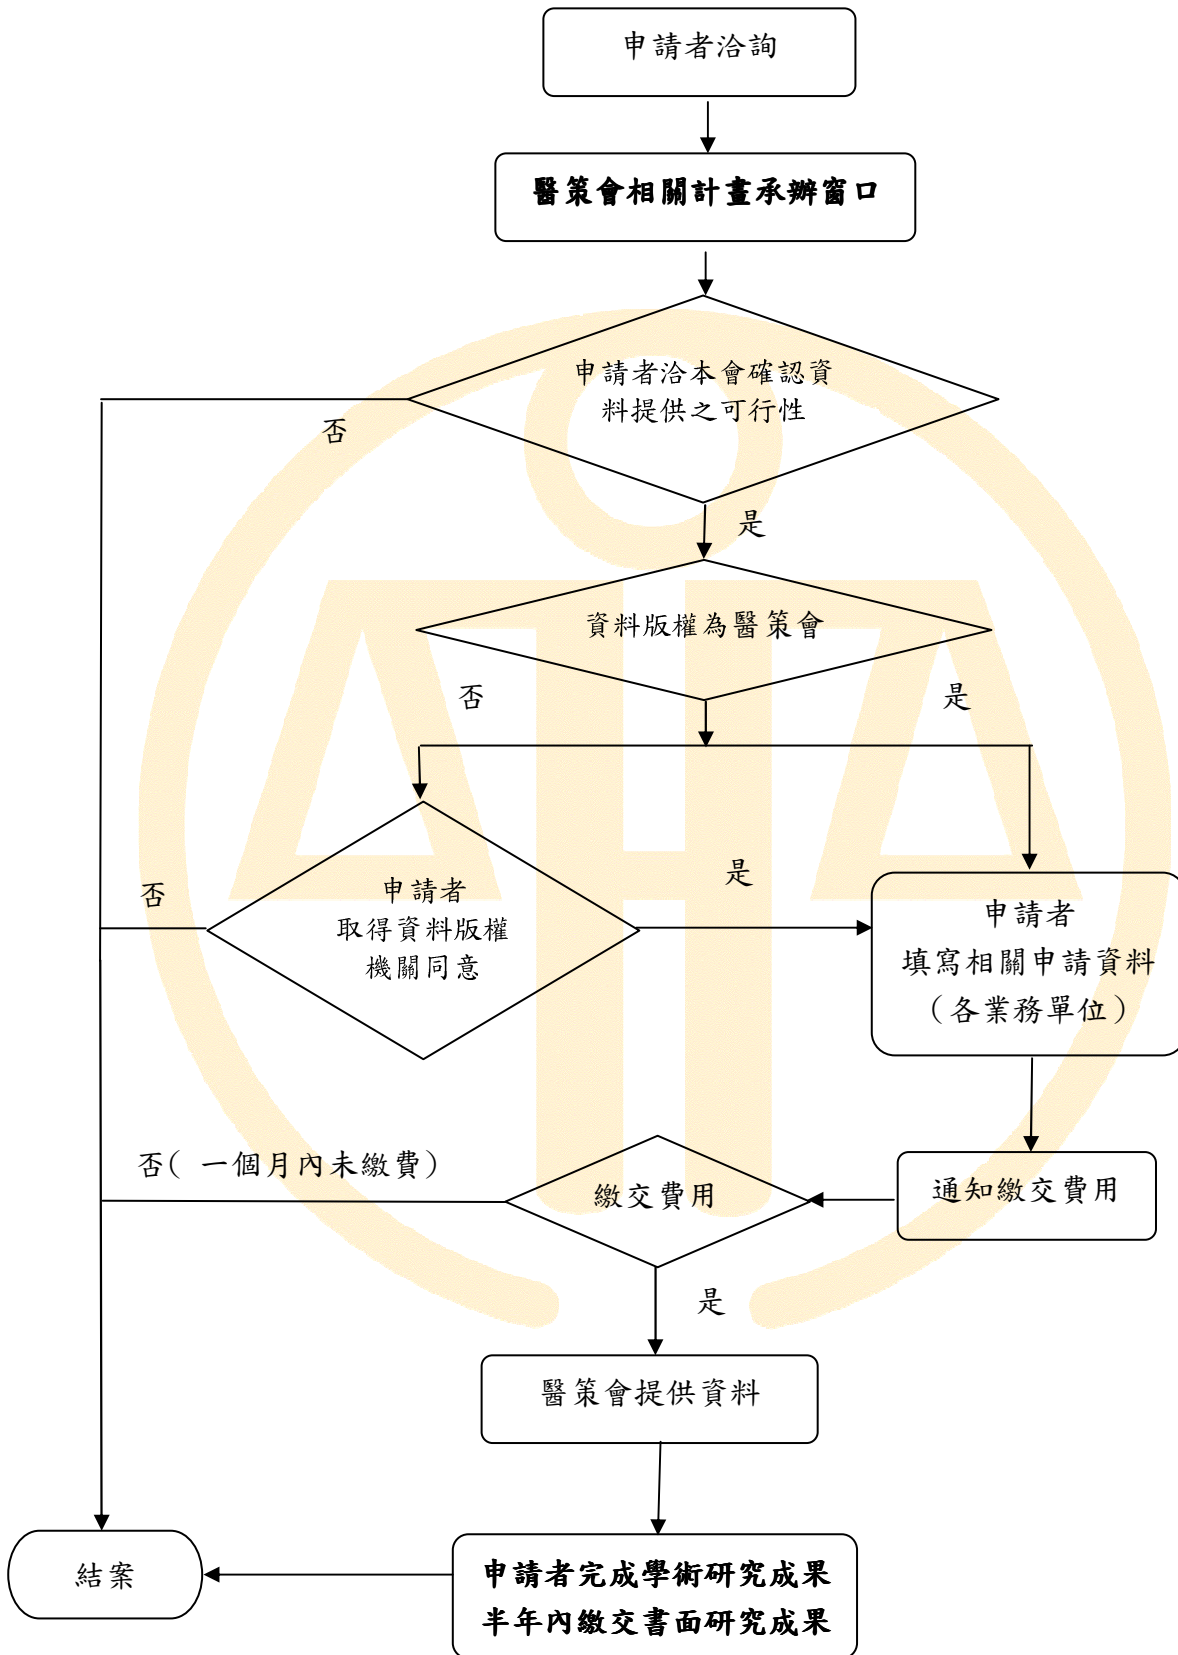 申請者洽詢
醫策會相關計畫承辦窗口
申請者洽本會確認資
料提供之可行性
否
是
資料版權為醫策會
否
是
申請者
取得資料版權
機關同意
否
是
申請者
填寫相關申請資料
（各業務單位）
否( 一個月內未繳費)
繳交費用
通知繳交費用
是
醫策會提供資料
結案
申請者完成學術研究成果
半年內繳交書面研究成果